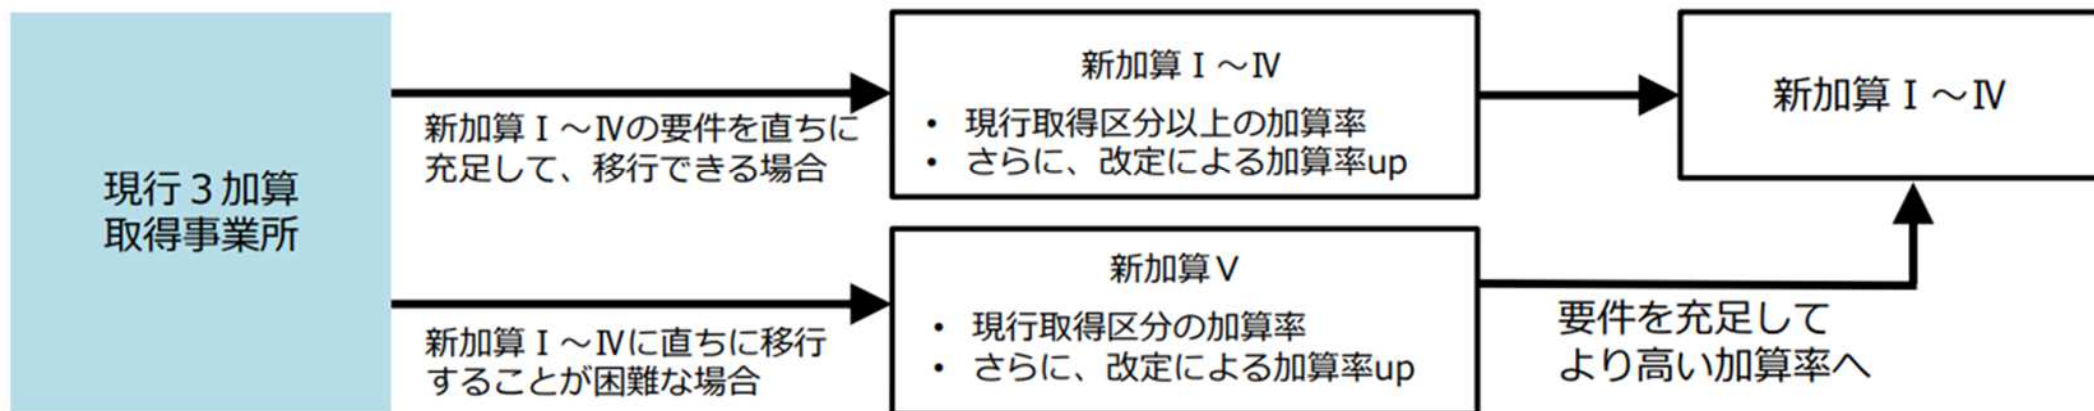 現行３加算
取得事業所
新加算Ⅰ～Ⅳの要件を直ちに
充足して、移行できる場合
新加算Ⅰ～Ⅳ
• 現行取得区分以上の加算率
• さらに、改定による加算率up
新加算Ⅰ～Ⅳ
新加算Ⅰ～Ⅳに直ちに移行
することが困難な場合
新加算Ⅴ
• 現行取得区分の加算率
• さらに、改定による加算率up
要件を充足して
より高い加算率へ